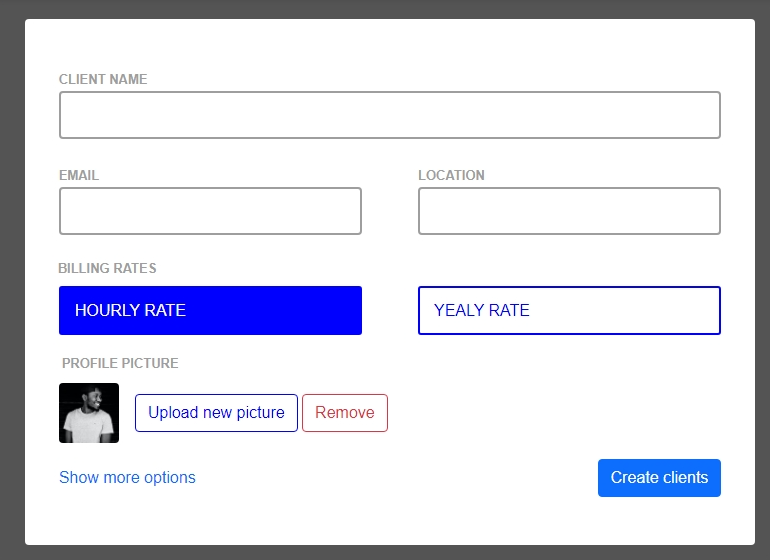 CLIENT NAME
EMAIL
LOCATION
BILLING RATES
HOURLY RATE
YEALY RATE
PROFILE PICTURE
Upload new picture
Remove
Show more options
Create clients